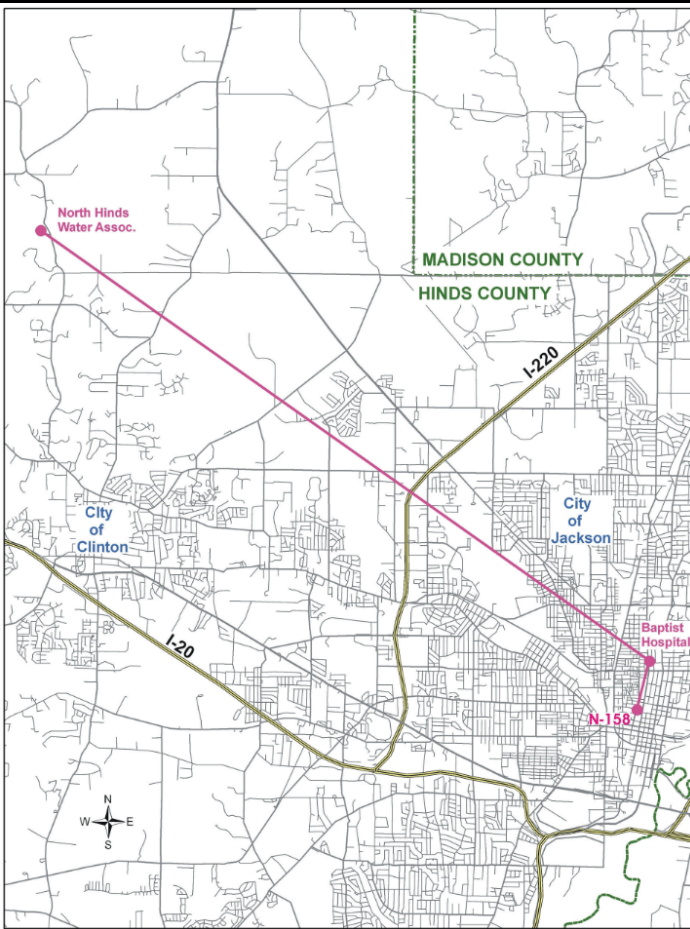 North Hinds
Water Assoc.
MADISON COUNTY
HINDS COUNTY
I-220
City
of
Clinton
City
of
Jackson
I-20
Baptist
Hospital
N-158
N
W E
S